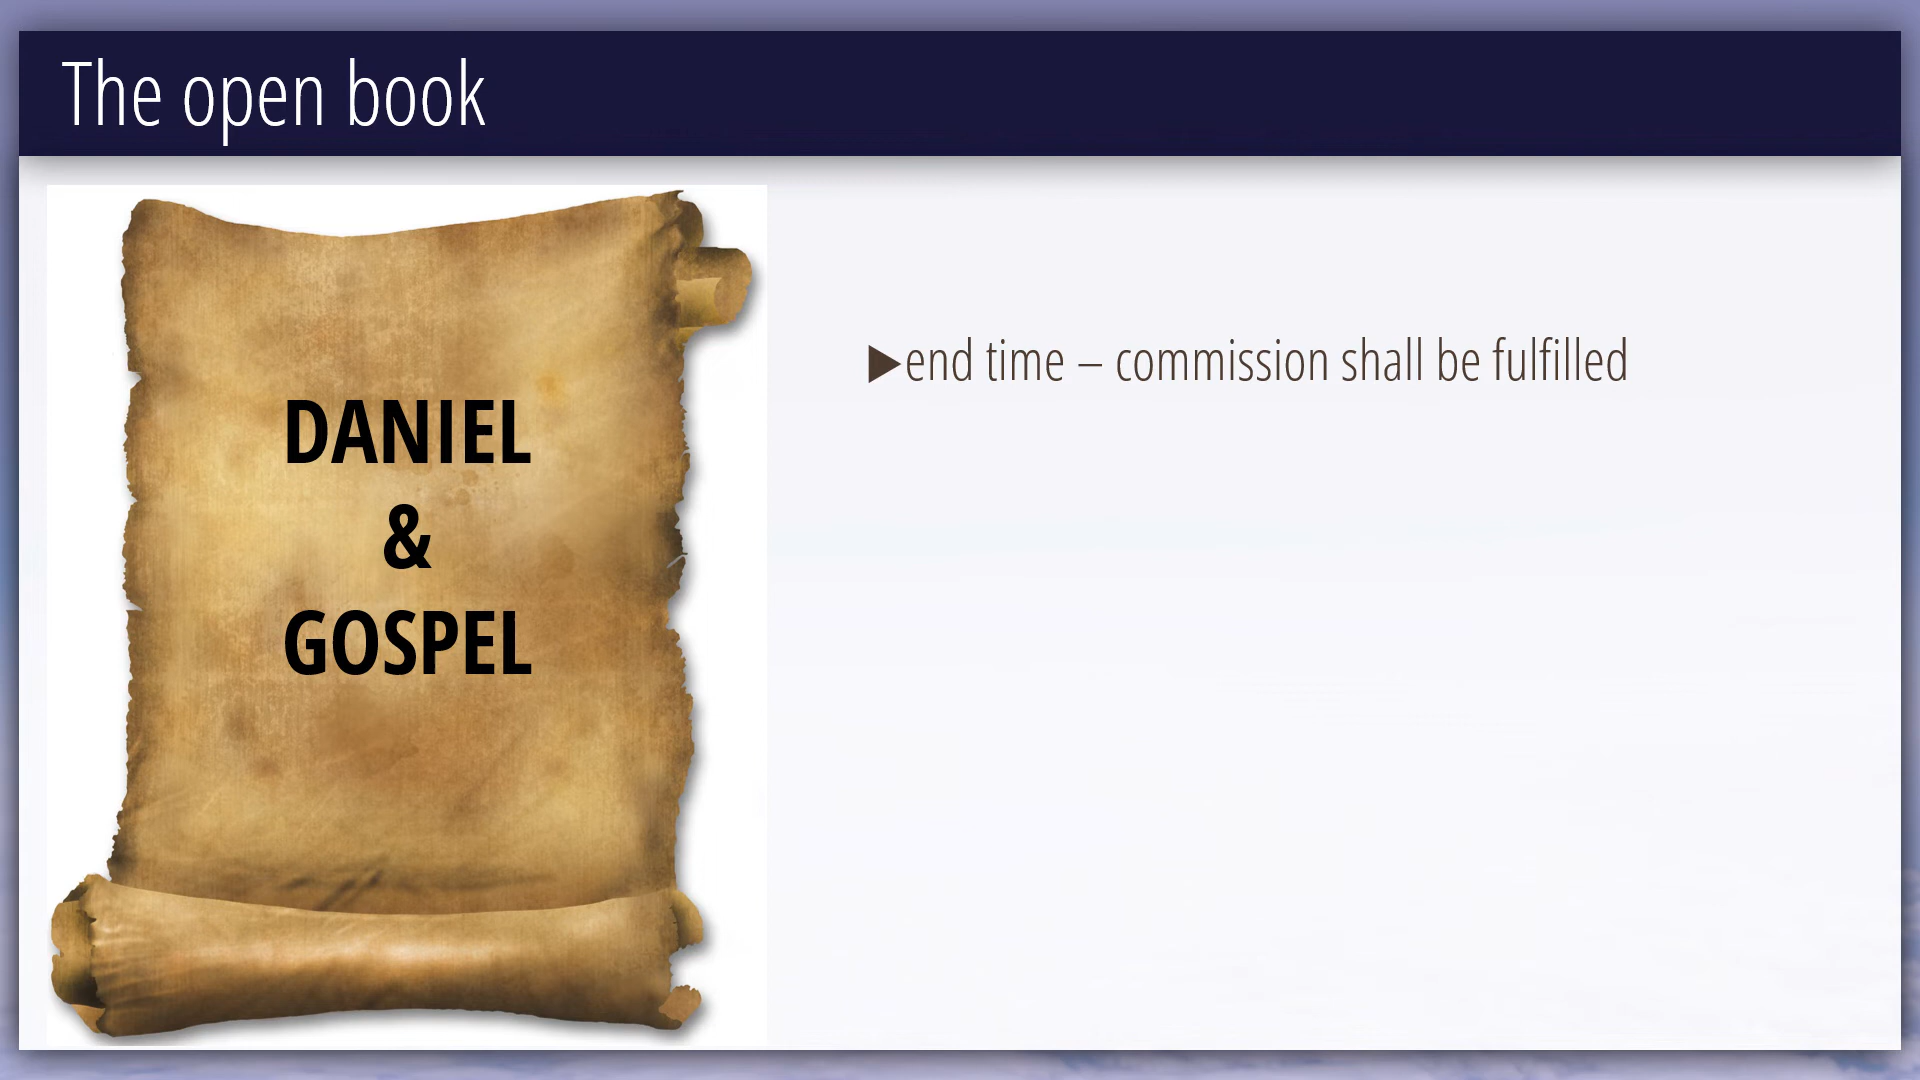 The open book
DANIEL
&
GOSPEL
▶end time – commission shall be fulfilled